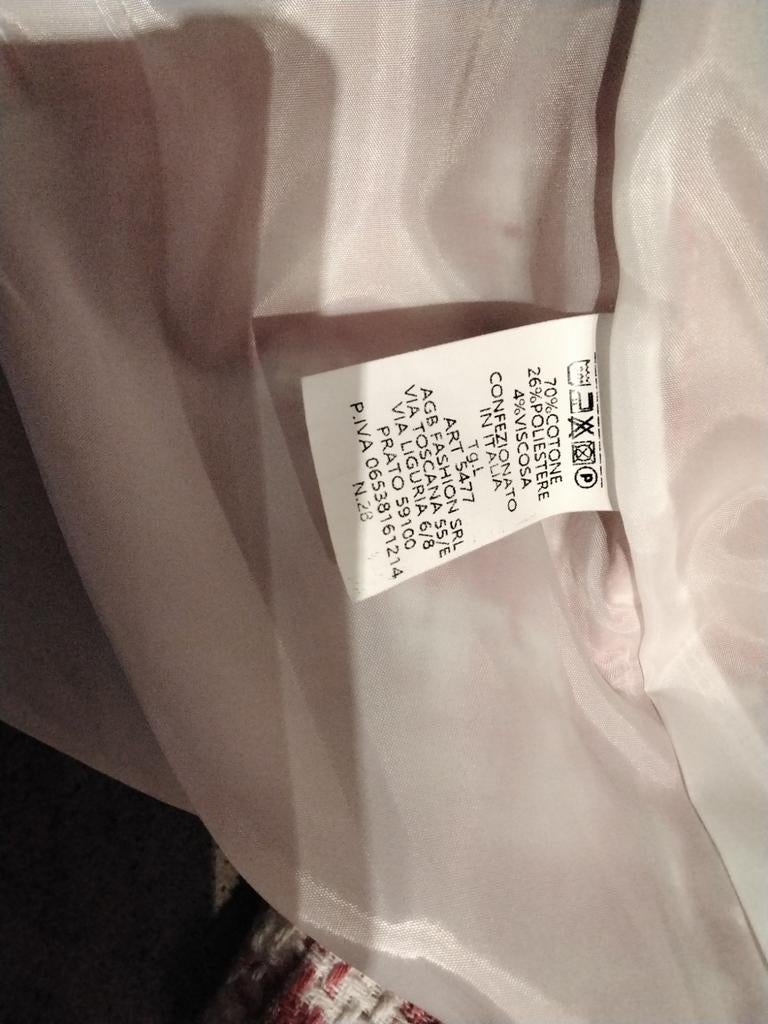 P
70%COTONE
26%POLIESTERE
4%VISCOSA
CONFEZIONATO
IN ITALIA
Tg.L
ART 5477
AGB FASHION SRL
VIA TOSCANA 55/E
VIA LIGURIA 6/8
PRATO 59100
P.IVA 06538161214
N.28